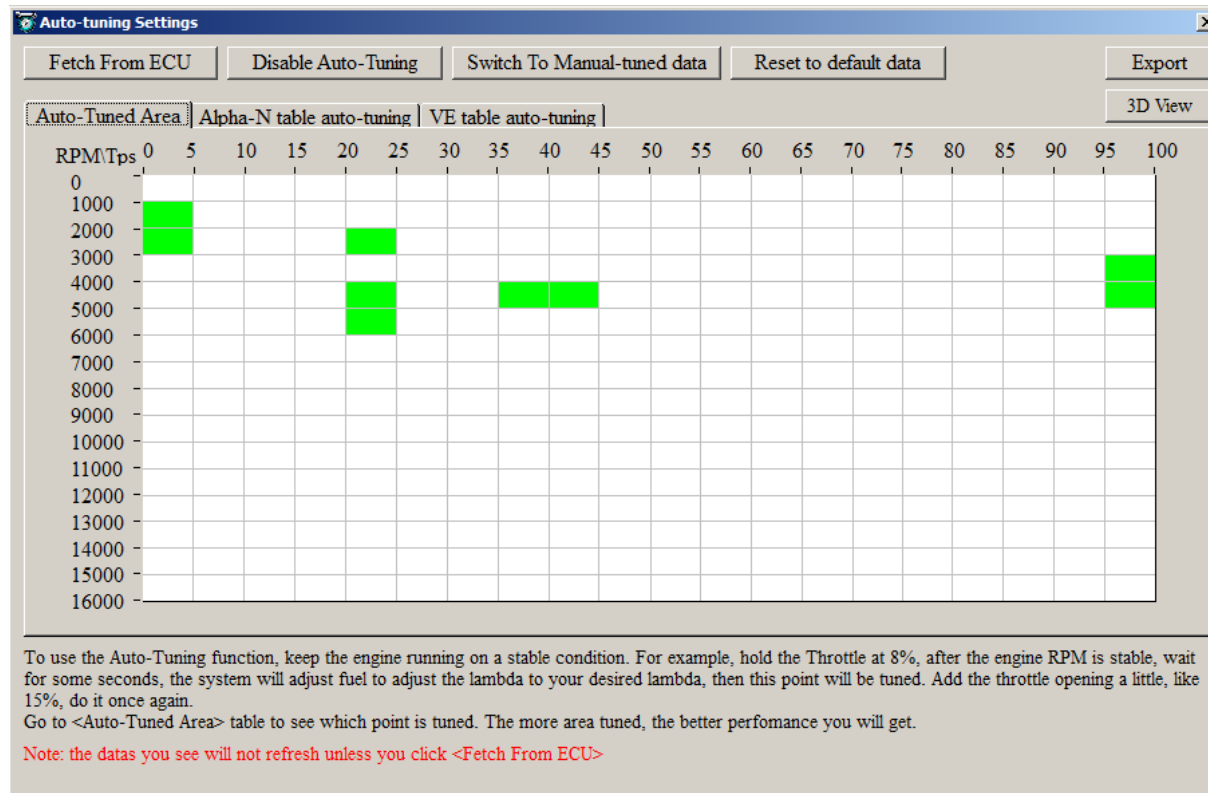 Auto-tuning Settings
Fetch From ECU Disable Auto-Tuning Switch To Manual-tuned data Reset to default data Export
3D View
Auto-Tuned Area Alpha-N table auto-tuning VE table auto-tuning
RPM\Tps 0 5 10 15 20 25 30 35 40 45 50 55 60 65 70 75 80 85 90 95 100
0
1000
2000
3000
4000
5000
6000
7000
8000
9000
10000
11000
12000
13000
14000
15000
16000
To use the Auto-Tuning function, keep the engine running on a stable condition. For example, hold the Throttle at 8%, after the engine RPM is stable, wait
for some seconds, the system will adjust fuel to adjust the lambda to your desired lambda, then this point will be tuned. Add the throttle opening a little, like
15%, do it once again.
Go to <Auto-Tuned Area> table to see which point is tuned. The more area tuned, the better perfomance you will get.
Note: the datas you see will not refresh unless you click <Fetch From ECU>